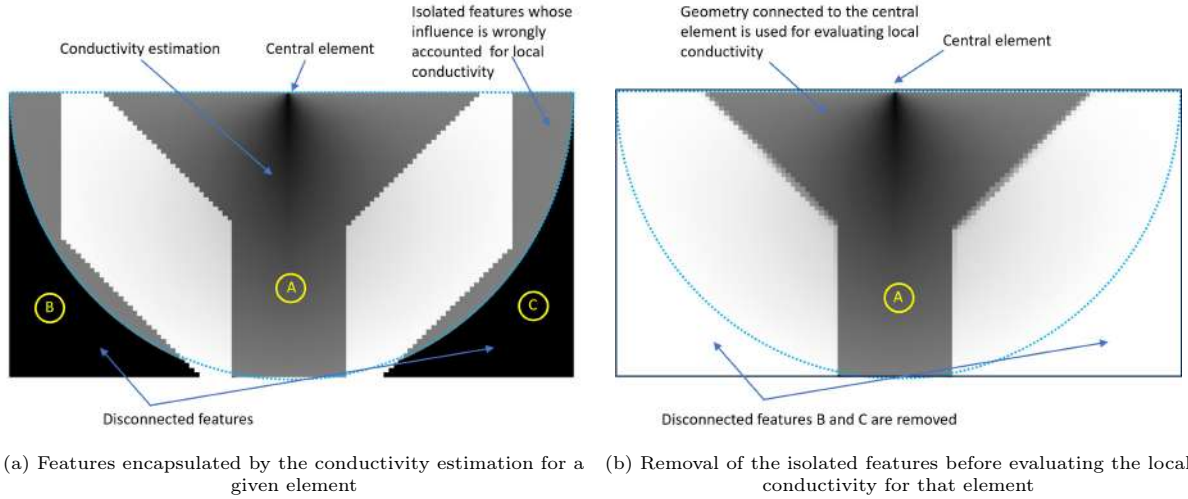 Isolated features whose
influence is wrongly
accounted for local
conductivity
Conductivity estimation
Central element
A
B
C
Disconnected features
(a) Features encapsulated by the conductivity estimation for a
given element
Geometry connected to the central
element is used for evaluating local
conductivity
Central element
A
Disconnected features B and C are removed
(b) Removal of the isolated features before evaluating the local
conductivity for that element